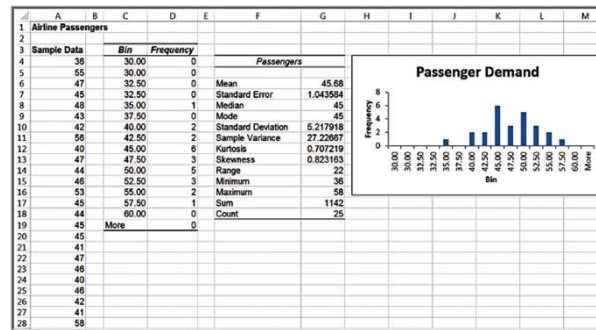 A B C D E F G H I J K L M
1 Airline Passengers
2
3 Sample Data Bin Frequency
4 36 30.00 0 Passengers
5 55 30.00 0
6 47 32.50 0 Mean 45.68
7 45 32.50 0 Standard Error 1.043584
8 48 35.00 1 Median 45
9 43 37.50 0 Mode 45
10 42 40.00 2 Standard Deviation 5.217918
11 56 42.50 2 Sample Variance 27.22667
12 40 45.00 6 Kurtosis 0.707219
13 47 47.50 3 Skewness 0.823163
14 44 50.00 5 Range 22
15 46 52.50 3 Minimum 36
16 53 55.00 2 Maximum 58
17 45 57.50 1 Sum 1142
18 44 60.00 0 Count 25
19 45 More 0
20 45
21 41
22 47
23 46
24 40
25 46
26 42
27 41
28 58
Passenger Demand
Frequency
8
6
4
2
0
30.00 30.00 32.50 32.50 35.00 37.50 40.00 42.50 45.00 47.50 50.00 52.50 55.00 57.50 60.00 More
Bin